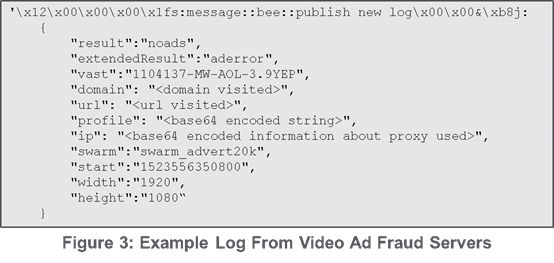 '\x12\x00\x00\x00\x1fs:message::bee::publish new log\x00\x00&\xb8j:
{
"result":"noads",
"extendedResult":"aderror",
"vast":"1104137-MW-AOL-3.9YEP",
"domain": "<domain visited>",
"url": "<url visited>",
"profile": "<base64 encoded string>",
"ip": "<base64 encoded information about proxy used>",
"swarm":"swarm_advert20k",
"start":"1523556350800",
"width":"1920",
"height":"1080“
}
Figure 3: Example Log From Video Ad Fraud Servers